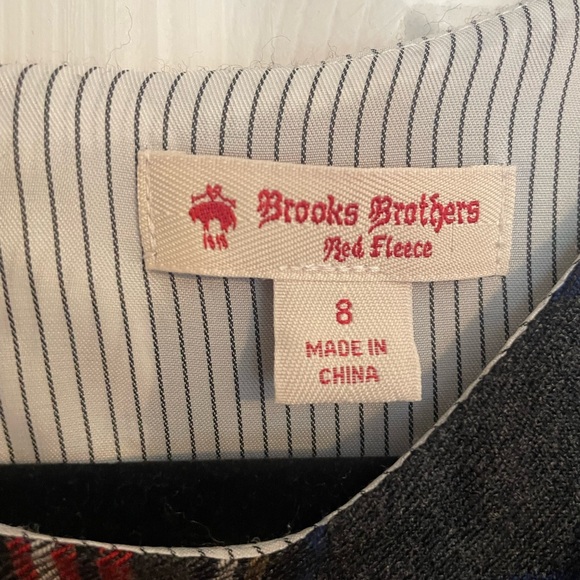 Brooks Brothers
Red Fleece
8
MADE IN
CHINA